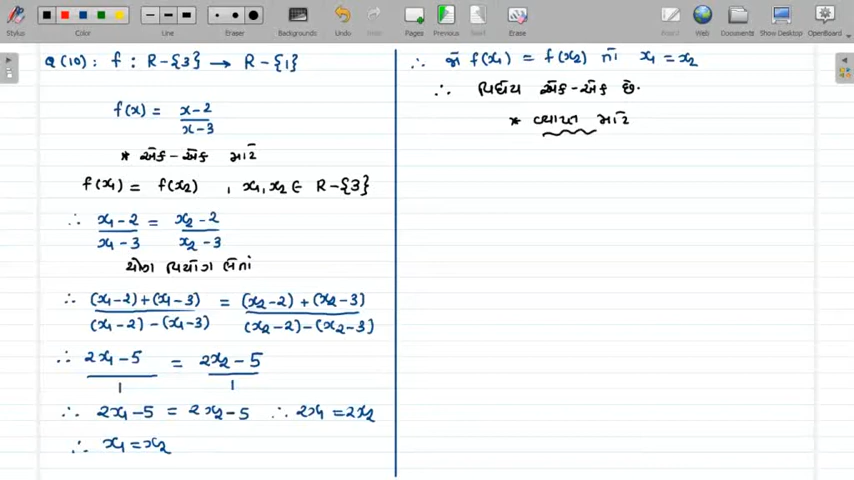 Stylus
Color
Line
Eraser
Backgrounds
Undo
Redo
Pages
Previous
Next
Erase
Board
Web
Documents
Show Desktop
OpenBoard
Q(10): f : R-{3} → R-{1}
f(x) = x-2 / x-3
* એક-એક માટે
f(x₁) = f(x₂) , x₁,x₂ ∈ R-{3}
∴ x₁-2 / x₁-3 = x₂-2 / x₂-3
યોગ વિયોગ લેતાં
∴ (x₁-2)+(x₁-3) / (x₁-2)-(x₁-3) = (x₂-2)+(x₂-3) / (x₂-2)-(x₂-3)
∴ 2x₁-5 / 1 = 2x₂-5 / 1
∴ 2x₁-5 = 2x₂-5 ∴ 2x₁ = 2x₂
∴ x₁ = x₂
∴ જો f(x₁) = f(x₂) તો x₁ = x₂
∴ વિધેય એક-એક છે.
* વ્યાપ્ત માટે